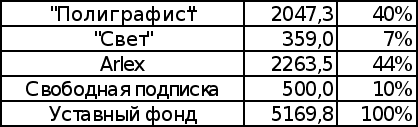 "Полиграфист" 2047,3 40%
"Свет" 359,0 7%
Arlex 2263,5 44%
Свободная подписка 500,0 10%
Уставный фонд 5169,8 100%